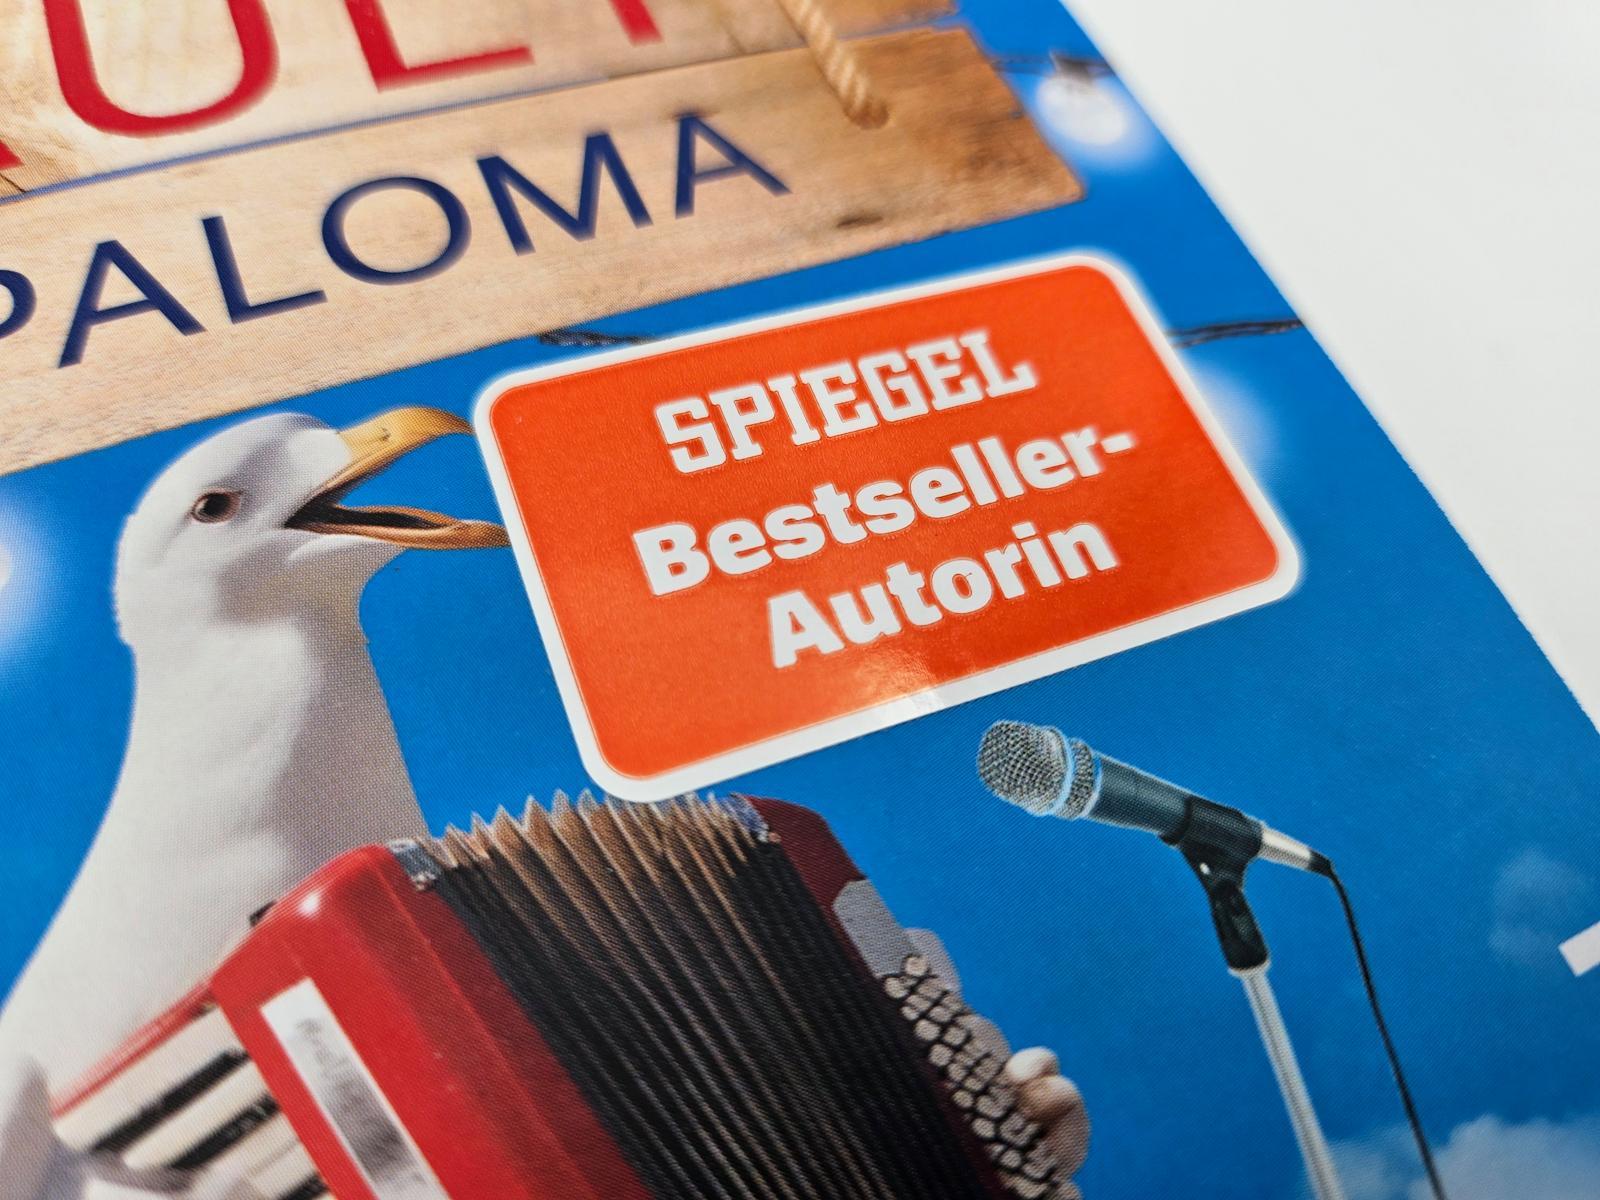 PALOMA
SPIEGEL
Bestseller-
Autorin